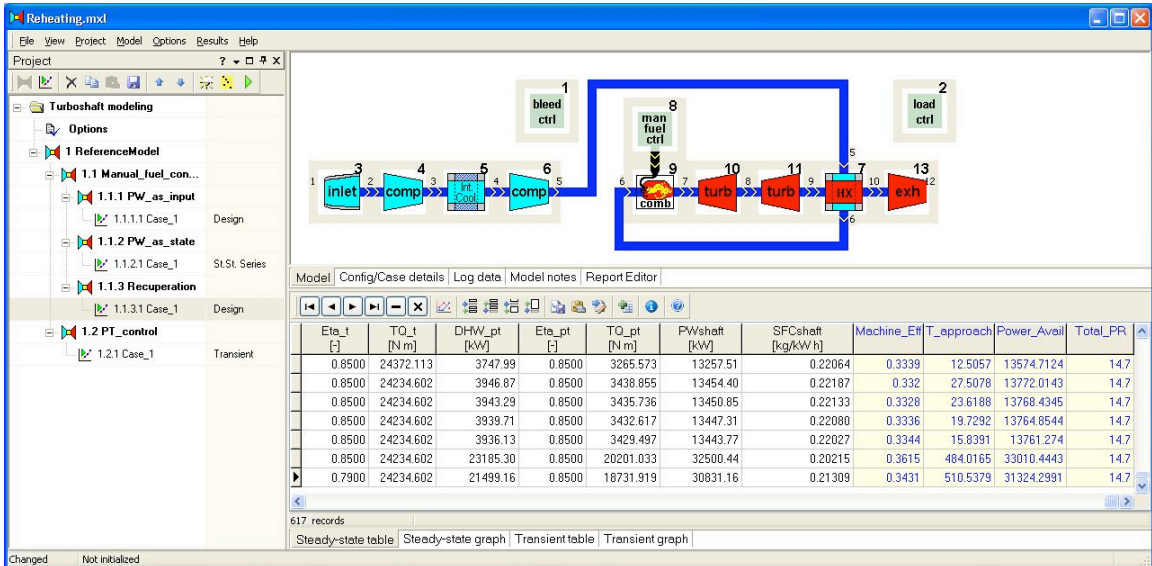 Reheating.mxl
File View Project Model Options Results Help
Project ?
Turboshaft modeling
Options
1 ReferenceModel
1.1 Manual_fuel_con...
1.1.1 PW_as_input
1.1.1.1 Case_1 Design
1.1.2 PW_as_state
1.1.2.1 Case_1 St.St. Series
1.1.3 Recuperation
1.1.3.1 Case_1 Design
1.2 PT_control
1.2.1 Case_1 Transient
1 2
bleed ctrl
load ctrl
8
man fuel ctrl
5
3 4 5 6 9 10 11 7 13
1 inlet 2 comp 3 Int. Cool 4 comp 5 6 comb 7 turb 8 turb 9 HX 10 exh 12
6
Model Config/Case details Log data Model notes Report Editor
Eta_t TQ_t DHW_pt Eta_pt TQ_pt PWshaft SFCshaft Machine_Eff T_approach Power_Avail Total_PR
[-] [N m] [kW] [-] [N m] [kW] [kg/kW h]
0.8500 24372.113 3747.99 0.8500 3265.573 13257.51 0.22064 0.3339 12.5057 13574.7124 14.7
0.8500 24234.602 3946.87 0.8500 3438.855 13454.40 0.22187 0.332 27.5078 13772.0143 14.7
0.8500 24234.602 3943.29 0.8500 3435.736 13450.85 0.22133 0.3328 23.6188 13768.4345 14.7
0.8500 24234.602 3939.71 0.8500 3432.617 13447.31 0.22080 0.3336 19.7292 13764.8544 14.7
0.8500 24234.602 3936.13 0.8500 3429.497 13443.77 0.22027 0.3344 15.8391 13761.274 14.7
0.8500 24234.602 23185.30 0.8500 20201.033 32500.44 0.20215 0.3615 484.0165 33010.4443 14.7
0.7900 24234.602 21499.16 0.8500 18731.919 30831.16 0.21309 0.3431 510.5379 31324.2991 14.7
617 records
Steady-state table Steady-state graph Transient table Transient graph
Changed Not initialized